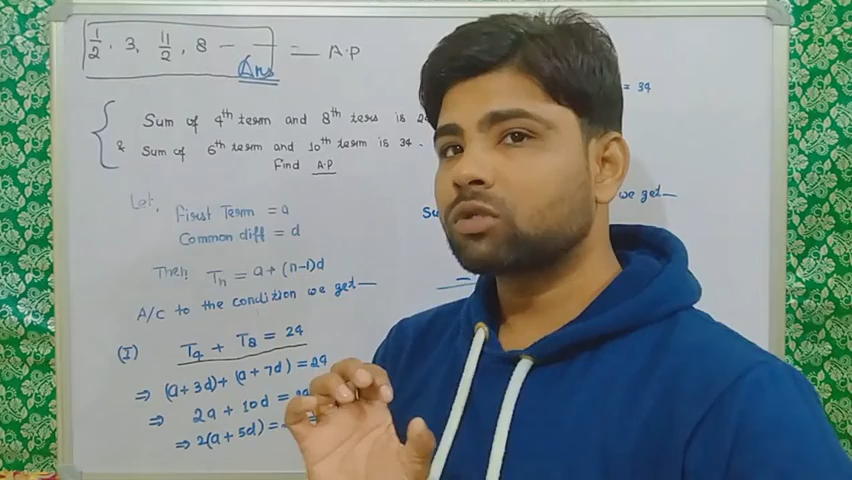 1/2, 3, 11/2, 8 - - = A.P
Ans
Sum of 4th term and 8th ters is 24
& Sum of 6th term and 10th term is 34.
Find A.P
= 34
Let, First Term = a
Common diff = d
Then Tn = a+(n-1)d
A/C to the condition we get—
(I) T4 + T8 = 24
⇒ (a+3d)+(a+7d) = 24
⇒ 2a + 10d =
⇒ 2(a+5d) =
we get—